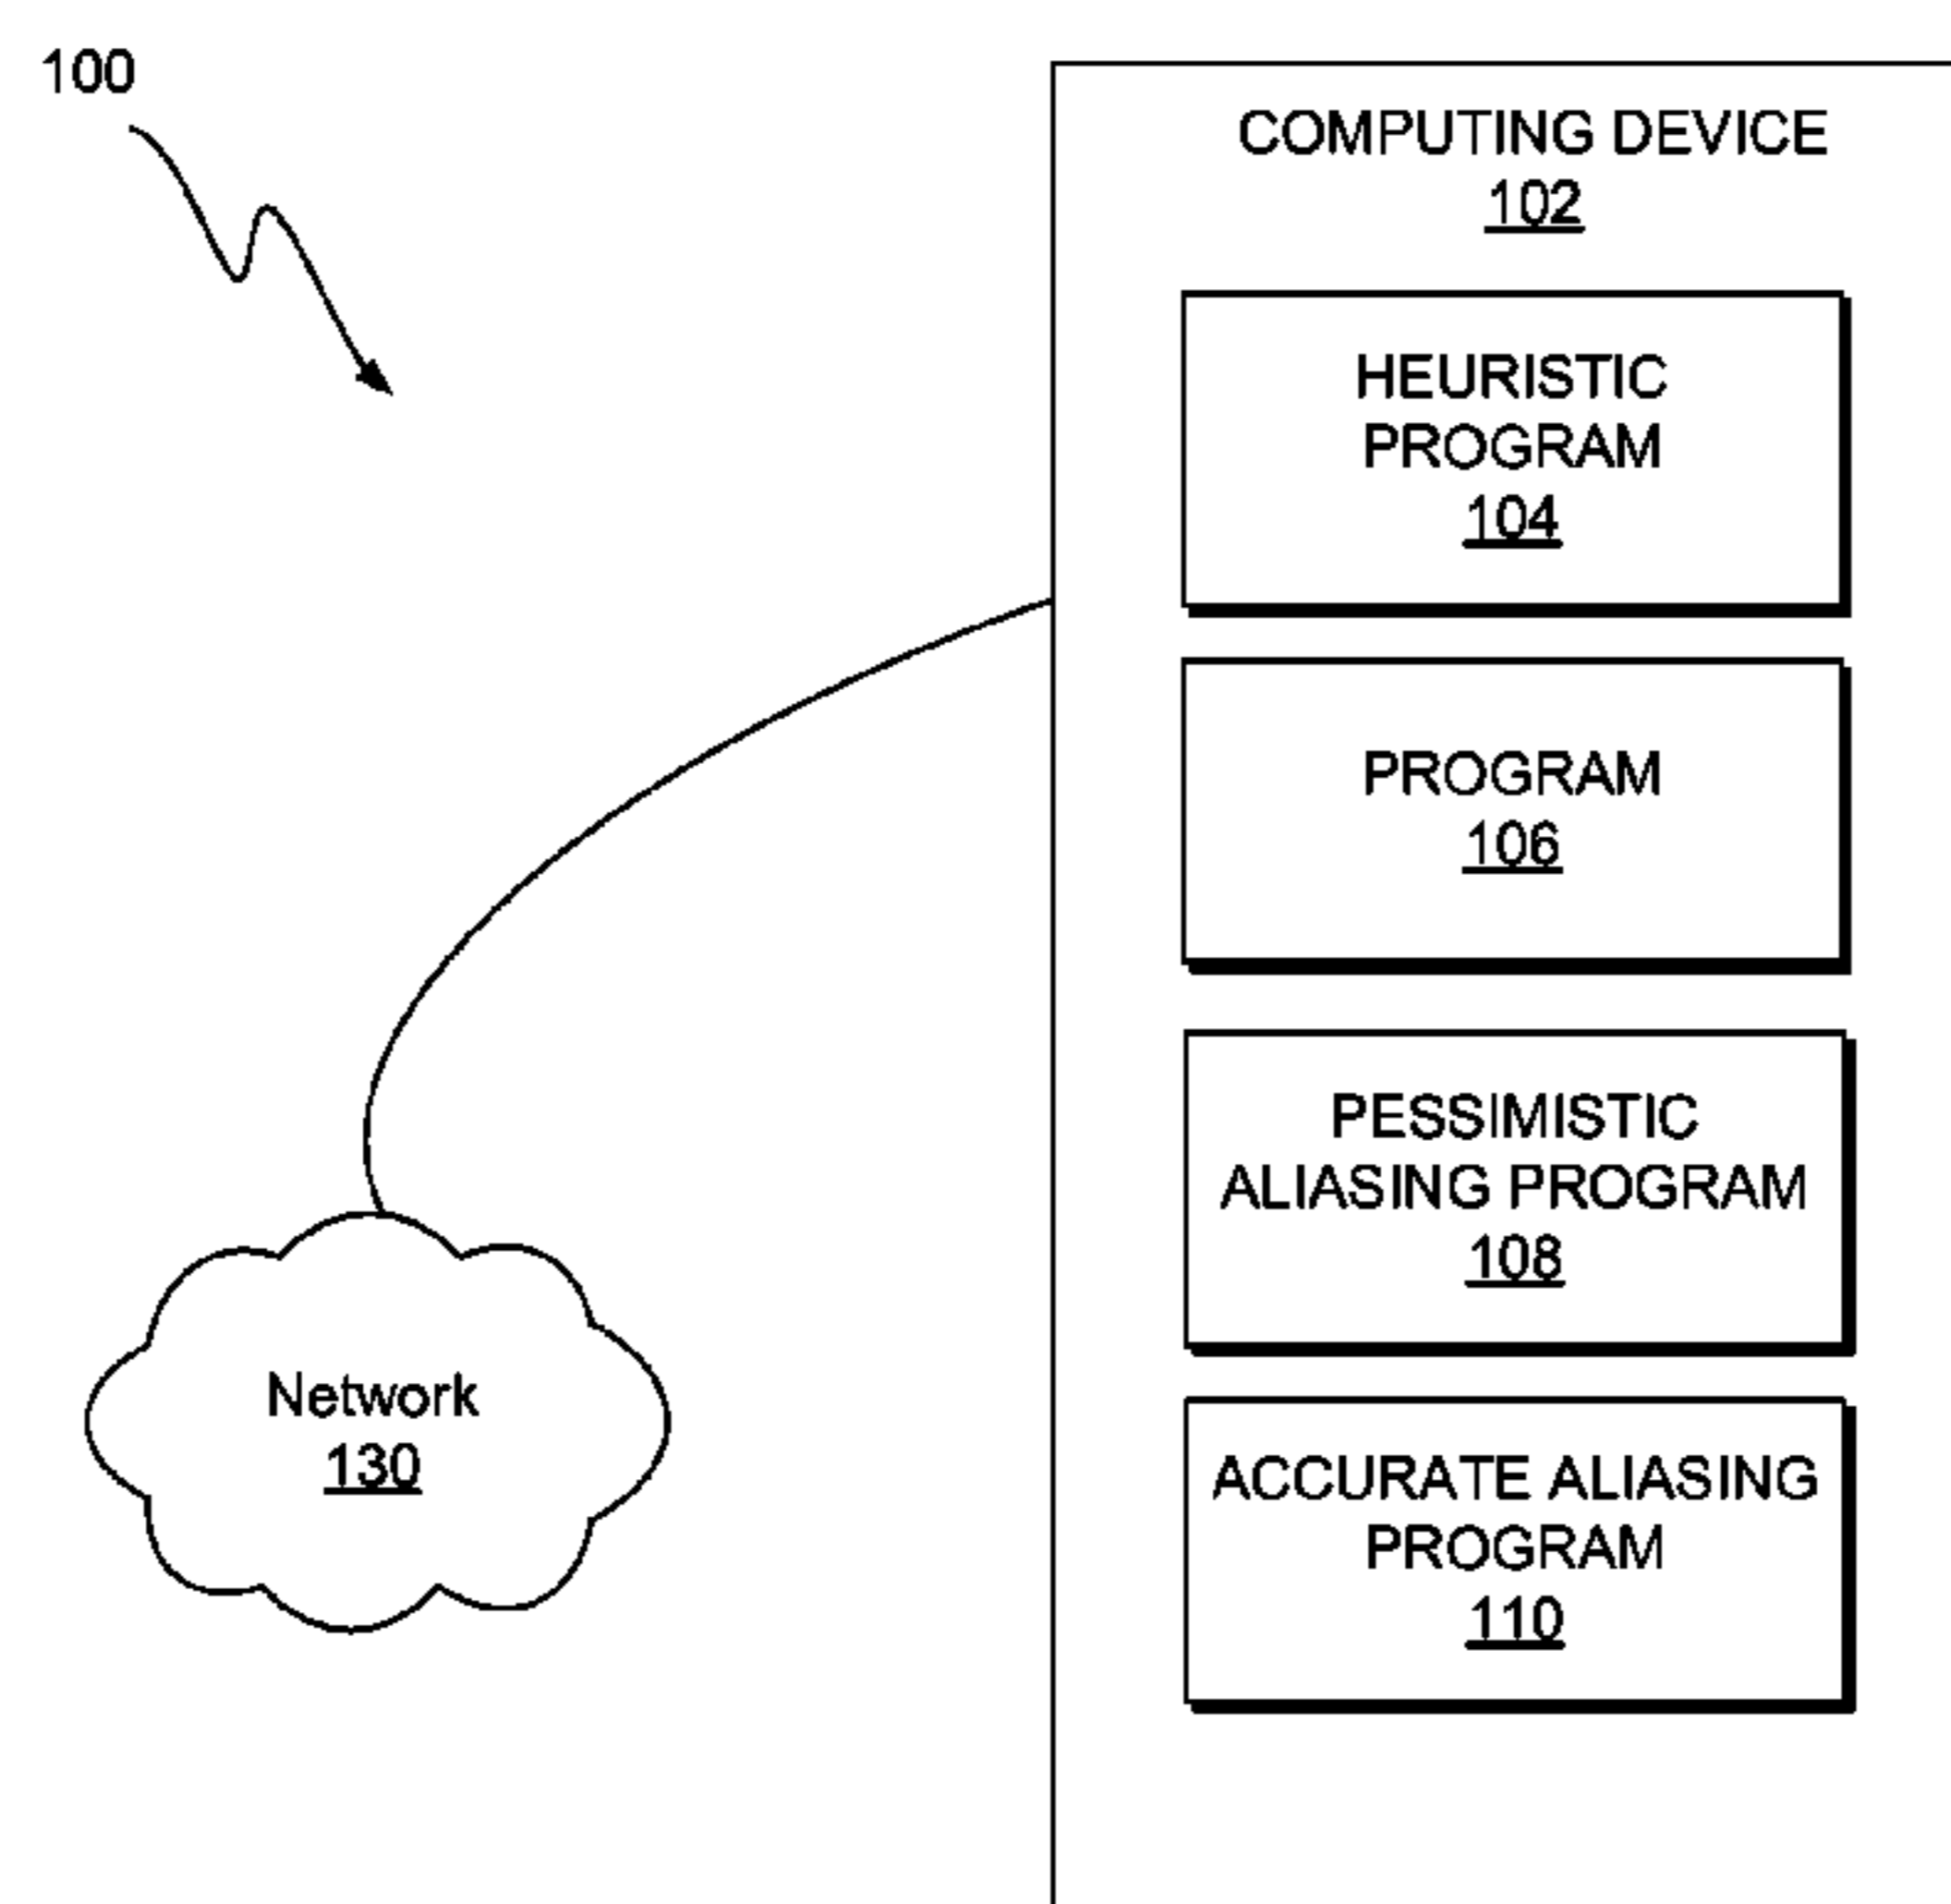 100
COMPUTING DEVICE
102
HEURISTIC
PROGRAM
104
PROGRAM
106
PESSIMISTIC
ALIASING PROGRAM
108
ACCURATE ALIASING
PROGRAM
110
Network
130